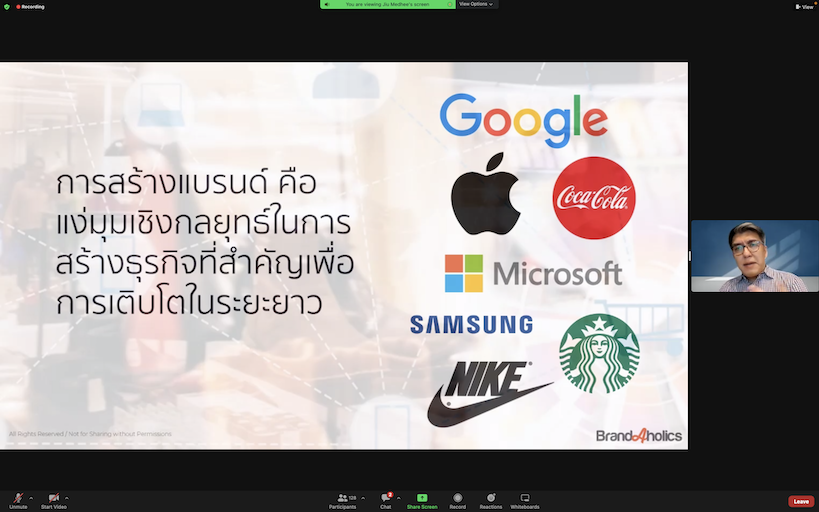 Recording
You are viewing Jiu Medhwe's screen
View Options
View
Google
Coca-Cola
การสร้างแบรนด์ คือ
แง่มุมเชิงกลยุทธ์ในการ
สร้างธุรกิจที่สำคัญเพื่อ
การเติบโตในระยะยาว
Microsoft
SAMSUNG
NIKE
All Rights Reserved / Not for Sharing without Permissions
BrandAholics
Unmute
Start Video
Participants
128
Chat
Share Screen
Record
Reactions
Whiteboards
Leave